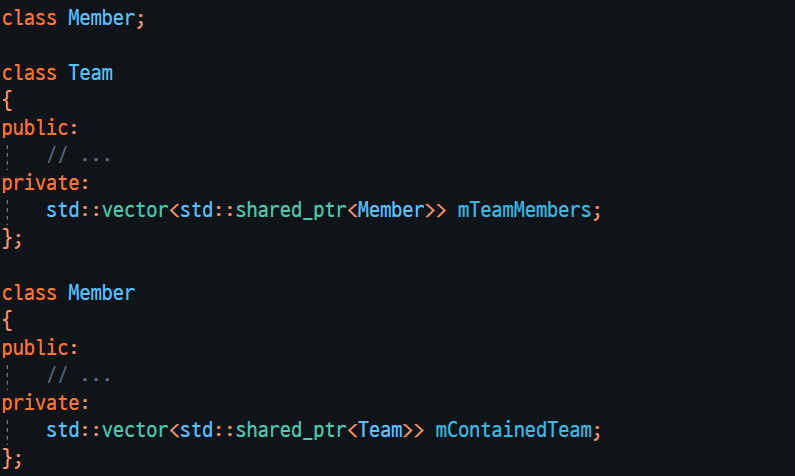 class Member;
class Team
{
public:
// ...
private:
std::vector<std::shared_ptr<Member>> mTeamMembers;
};
class Member
{
public:
// ...
private:
std::vector<std::shared_ptr<Team>> mContainedTeam;
};